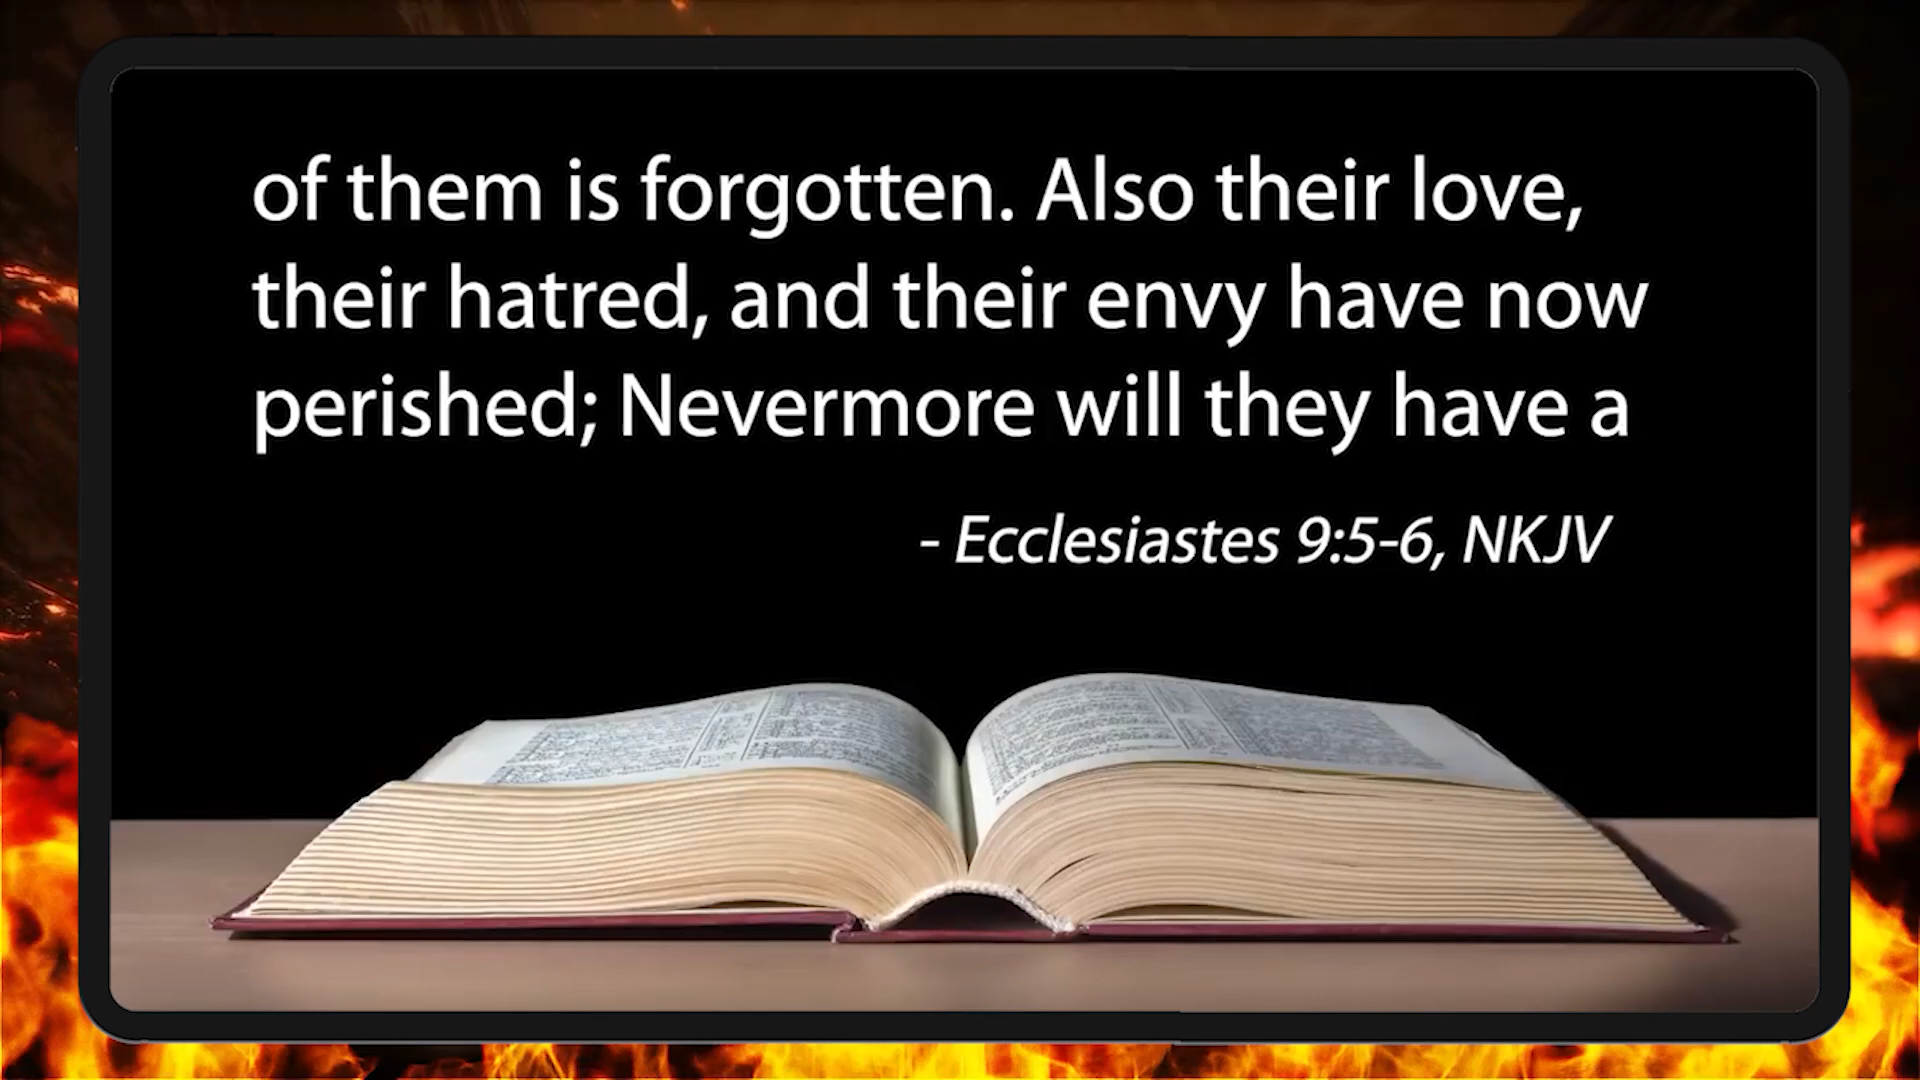 of them is forgotten. Also their love,
their hatred, and their envy have now
perished; Nevermore will they have a
- Ecclesiastes 9:5-6, NKJV